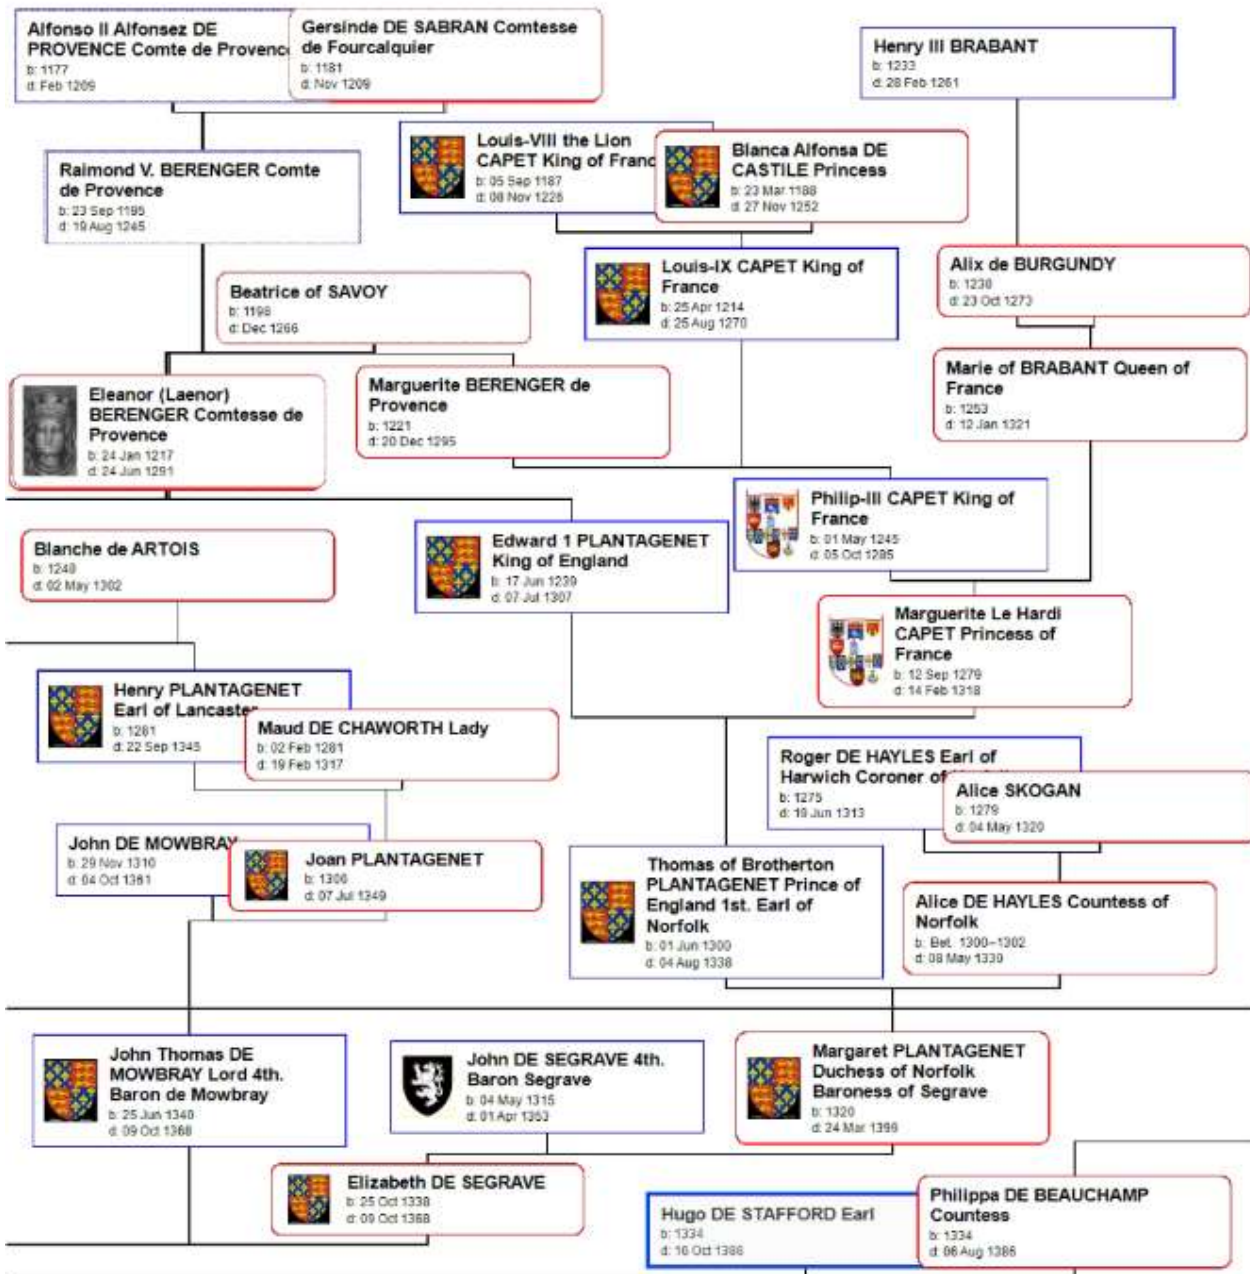 Alfonso II Alfonsez DE
PROVENCE Comte de Provenc
b: 1177
d: Feb 1209
Gersinde DE SABRAN Comtesse
de Fourcalquier
b: 1181
d: Nov 1209
Henry III BRABANT
b: 1233
d: 28 Feb 1261
Raimond V. BERENGER Comte
de Provence
b: 23 Sep 1195
d: 19 Aug 1245
Louis-VIII the Lion
CAPET King of Franc
b: 05 Sep 1187
d: 08 Nov 1226
Blanca Alfonsa DE
CASTILE Princess
b: 23 Mar 1188
d: 27 Nov 1252
Beatrice of SAVOY
b: 1198
d: Dec 1266
Louis-IX CAPET King of
France
b: 25 Apr 1214
d: 25 Aug 1270
Alix de BURGUNDY
b: 1230
d: 23 Oct 1273
Eleanor (Laenor)
BERENGER Comtesse de
Provence
b: 24 Jan 1217
d: 24 Jun 1291
Marguerite BERENGER de
Provence
b: 1221
d: 20 Dec 1295
Marie of BRABANT Queen of
France
b: 1253
d: 12 Jan 1321
Philip-III CAPET King of
France
b: 01 May 1245
d: 05 Oct 1285
Blanche de ARTOIS
b: 1248
d: 02 May 1302
Edward 1 PLANTAGENET
King of England
b: 17 Jun 1239
d: 07 Jul 1307
Marguerite Le Hardi
CAPET Princess of
France
b: 12 Sep 1279
d: 14 Feb 1318
Henry PLANTAGENET
Earl of Lancaster
b: 1281
d: 22 Sep 1345
Maud DE CHAWORTH Lady
b: 02 Feb 1281
d: 19 Feb 1317
Roger DE HAYLES Earl of
Harwich Coroner of
b: 1275
d: 19 Jun 1313
Alice SKOGAN
b: 1279
d: 04 May 1320
John DE MOWBRAY
b: 29 Nov 1310
d: 04 Oct 1361
Joan PLANTAGENET
b: 1306
d: 07 Jul 1349
Thomas of Brotherton
PLANTAGENET Prince of
England 1st. Earl of
Norfolk
b: 01 Jun 1300
d: 04 Aug 1338
Alice DE HAYLES Countess of
Norfolk
b: Bet. 1300–1302
d: 08 May 1339
John Thomas DE
MOWBRAY Lord 4th.
Baron de Mowbray
b: 25 Jun 1340
d: 09 Oct 1368
John DE SEGRAVE 4th.
Baron Segrave
b: 04 May 1315
d: 01 Apr 1353
Margaret PLANTAGENET
Duchess of Norfolk
Baroness of Segrave
b: 1320
d: 24 Mar 1399
Elizabeth DE SEGRAVE
b: 25 Oct 1338
d: 09 Oct 1368
Hugo DE STAFFORD Earl
b: 1334
d: 16 Oct 1386
Philippa DE BEAUCHAMP
Countess
b: 1334
d: 06 Aug 1386